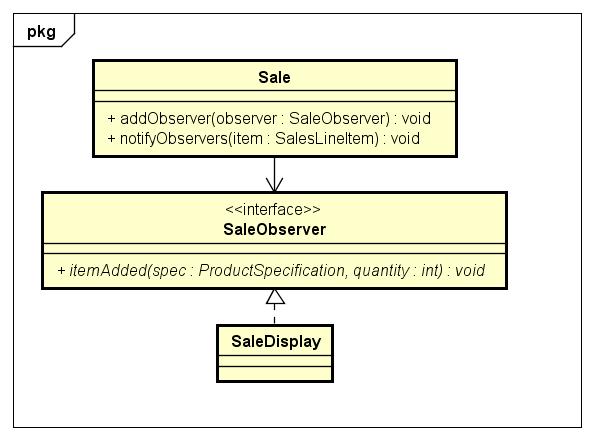 pkg
Sale
+ addObserver(observer : SaleObserver) : void
+ notifyObservers(item : SalesLineItem) : void
<<interface>>
SaleObserver
+ itemAdded(spec : ProductSpecification, quantity : int) : void
SaleDisplay